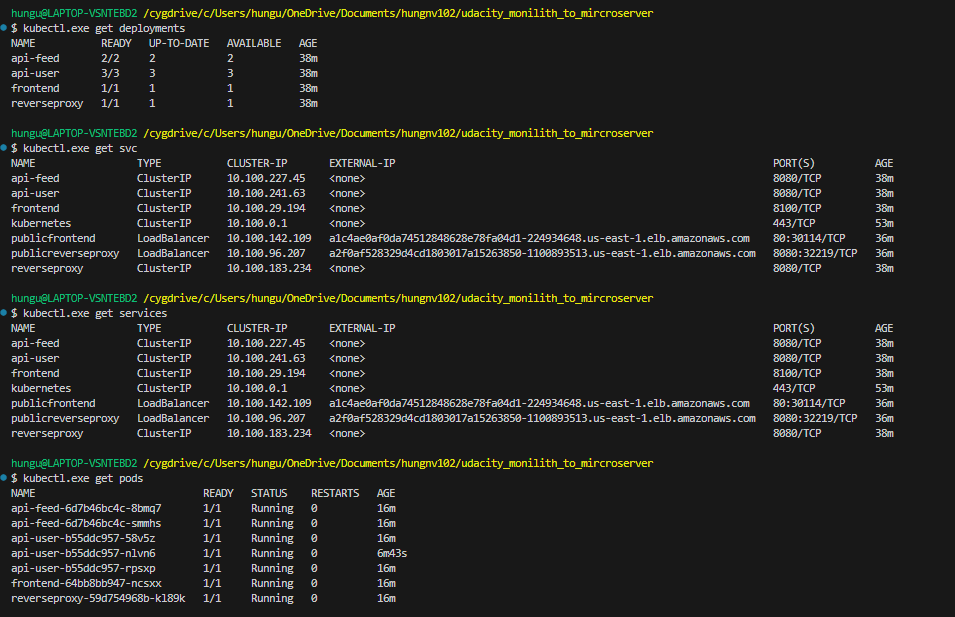 hungu@LAPTOP-VSNTEBD2 /cygdrive/c/Users/hungu/OneDrive/Documents/hungnv102/udacity_monilith_to_mircroserver
$ kubectl.exe get deployments
NAME READY UP-TO-DATE AVAILABLE AGE
api-feed 2/2 2 2 38m
api-user 3/3 3 3 38m
frontend 1/1 1 1 38m
reverseproxy 1/1 1 1 38m
hungu@LAPTOP-VSNTEBD2 /cygdrive/c/Users/hungu/OneDrive/Documents/hungnv102/udacity_monilith_to_mircroserver
$ kubectl.exe get svc
NAME TYPE CLUSTER-IP EXTERNAL-IP PORT(S) AGE
api-feed ClusterIP 10.100.227.45 <none> 8080/TCP 38m
api-user ClusterIP 10.100.241.63 <none> 8080/TCP 38m
frontend ClusterIP 10.100.29.194 <none> 8100/TCP 38m
kubernetes ClusterIP 10.100.0.1 <none> 443/TCP 53m
publicfrontend LoadBalancer 10.100.142.109 a1c4ae0af0da74512848628e78fa04d1-224934648.us-east-1.elb.amazonaws.com 80:30114/TCP 36m
publicreverseproxy LoadBalancer 10.100.96.207 a2f0af528329d4cd1803017a15263850-1100893513.us-east-1.elb.amazonaws.com 8080:32219/TCP 36m
reverseproxy ClusterIP 10.100.183.234 <none> 8080/TCP 38m
hungu@LAPTOP-VSNTEBD2 /cygdrive/c/Users/hungu/OneDrive/Documents/hungnv102/udacity_monilith_to_mircroserver
$ kubectl.exe get services
NAME TYPE CLUSTER-IP EXTERNAL-IP PORT(S) AGE
api-feed ClusterIP 10.100.227.45 <none> 8080/TCP 38m
api-user ClusterIP 10.100.241.63 <none> 8080/TCP 38m
frontend ClusterIP 10.100.29.194 <none> 8100/TCP 38m
kubernetes ClusterIP 10.100.0.1 <none> 443/TCP 53m
publicfrontend LoadBalancer 10.100.142.109 a1c4ae0af0da74512848628e78fa04d1-224934648.us-east-1.elb.amazonaws.com 80:30114/TCP 36m
publicreverseproxy LoadBalancer 10.100.96.207 a2f0af528329d4cd1803017a15263850-1100893513.us-east-1.elb.amazonaws.com 8080:32219/TCP 36m
reverseproxy ClusterIP 10.100.183.234 <none> 8080/TCP 38m
hungu@LAPTOP-VSNTEBD2 /cygdrive/c/Users/hungu/OneDrive/Documents/hungnv102/udacity_monilith_to_mircroserver
$ kubectl.exe get pods
NAME READY STATUS RESTARTS AGE
api-feed-6d7b46bc4c-8bmq7 1/1 Running 0 16m
api-feed-6d7b46bc4c-smmhs 1/1 Running 0 16m
api-user-b55ddc957-58v5z 1/1 Running 0 16m
api-user-b55ddc957-nlvn6 1/1 Running 0 6m43s
api-user-b55ddc957-rpsxp 1/1 Running 0 16m
frontend-64bb8bb947-ncsxx 1/1 Running 0 16m
reverseproxy-59d754968b-kl89k 1/1 Running 0 16m